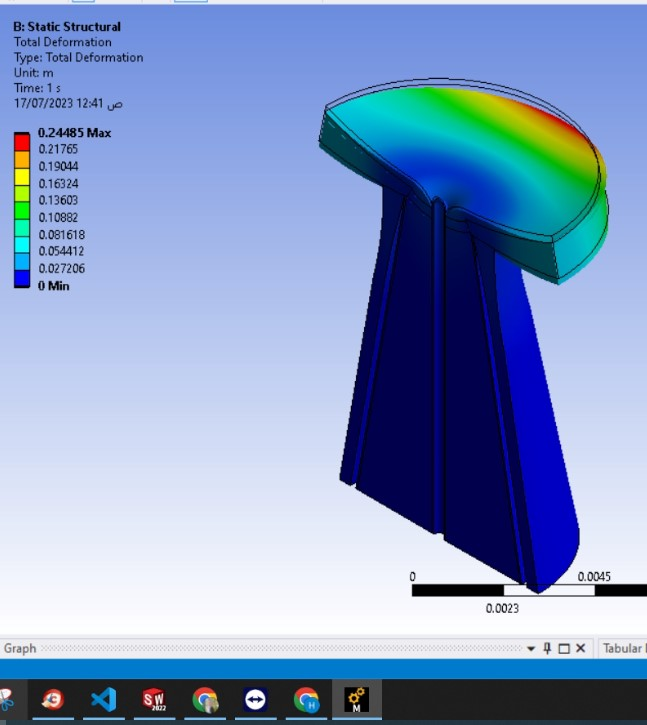 B: Static Structural
Total Deformation
Type: Total Deformation
Unit: m
Time: 1 s
17/07/2023 12:41 ص
0.24485 Max
0.21765
0.19044
0.16324
0.13603
0.10882
0.081618
0.054412
0.027206
0 Min
0
0.0045
0.0023
Graph
Tabular
SW
2022
H
M